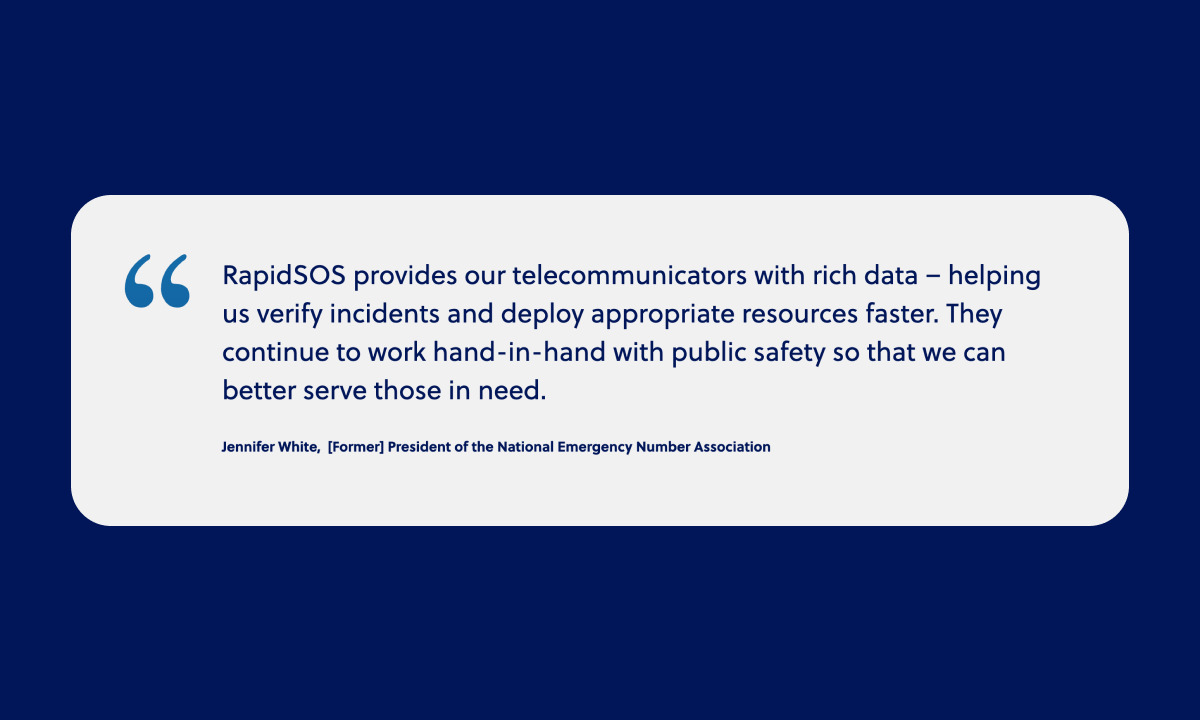 “
RapidSOS provides our telecommunicators with rich data – helping
us verify incidents and deploy appropriate resources faster. They
continue to work hand-in-hand with public safety so that we can
better serve those in need.
Jennifer White,  [Former] President of the National Emergency Number Association